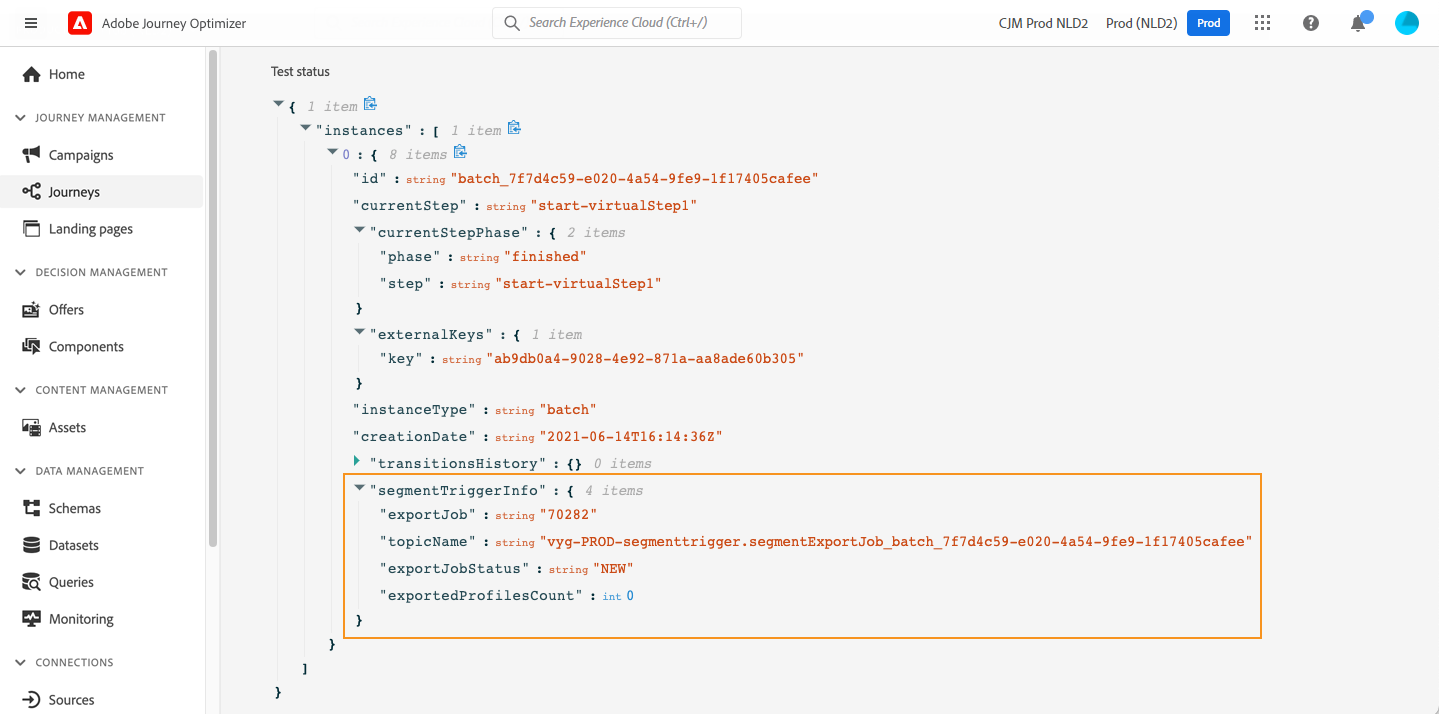 Adobe Journey Optimizer
Search Experience Cloud (Ctrl+/)
CJM Prod NLD2
Prod (NLD2)
Prod
Home
JOURNEY MANAGEMENT
Campaigns
Journeys
Landing pages
DECISION MANAGEMENT
Offers
Components
CONTENT MANAGEMENT
Assets
DATA MANAGEMENT
Schemas
Datasets
Queries
Monitoring
CONNECTIONS
Sources
Test status
{ 1 item
"instances" : [ 1 item
0 : { 8 items
"id" : string "batch_7f7d4c59-e020-4a54-9fe9-1f17405cafee"
"currentStep" : string "start-virtualStep1"
"currentStepPhase" : { 2 items
"phase" : string "finished"
"step" : string "start-virtualStep1"
}
"externalKeys" : { 1 item
"key" : string "ab9db0a4-9028-4e92-871a-aa8ade60b305"
}
"instanceType" : string "batch"
"creationDate" : string "2021-06-14T16:14:36Z"
"transitionsHistory" : {} 0 items
"segmentTriggerInfo" : { 4 items
"exportJob" : string "70282"
"topicName" : string "vyg-PROD-segmenttrigger.segmentExportJob_batch_7f7d4c59-e020-4a54-9fe9-1f17405cafee"
"exportJobStatus" : string "NEW"
"exportedProfilesCount" : int 0
}
}
]
}